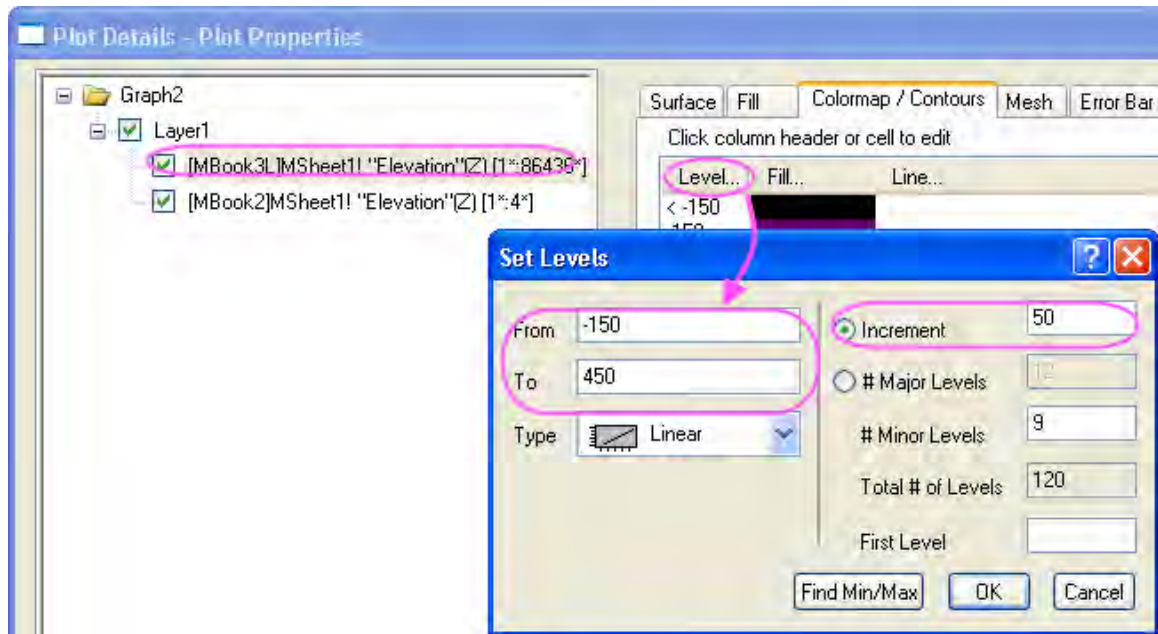 Plot Details - Plot Properties
Graph2
Layer1
[MBook3L]MSheet1! "Elevation"(Z) [1*:86436*]
[MBook2]MSheet1! "Elevation"(Z) [1*:4*]
Surface Fill Colormap / Contours Mesh Error Bar
Click column header or cell to edit
Level... Fill... Line...
< -150
-150
Set Levels
From -150
To 450
Type Linear
Increment 50
# Major Levels 12
# Minor Levels 9
Total # of Levels 120
First Level
Find Min/Max OK Cancel